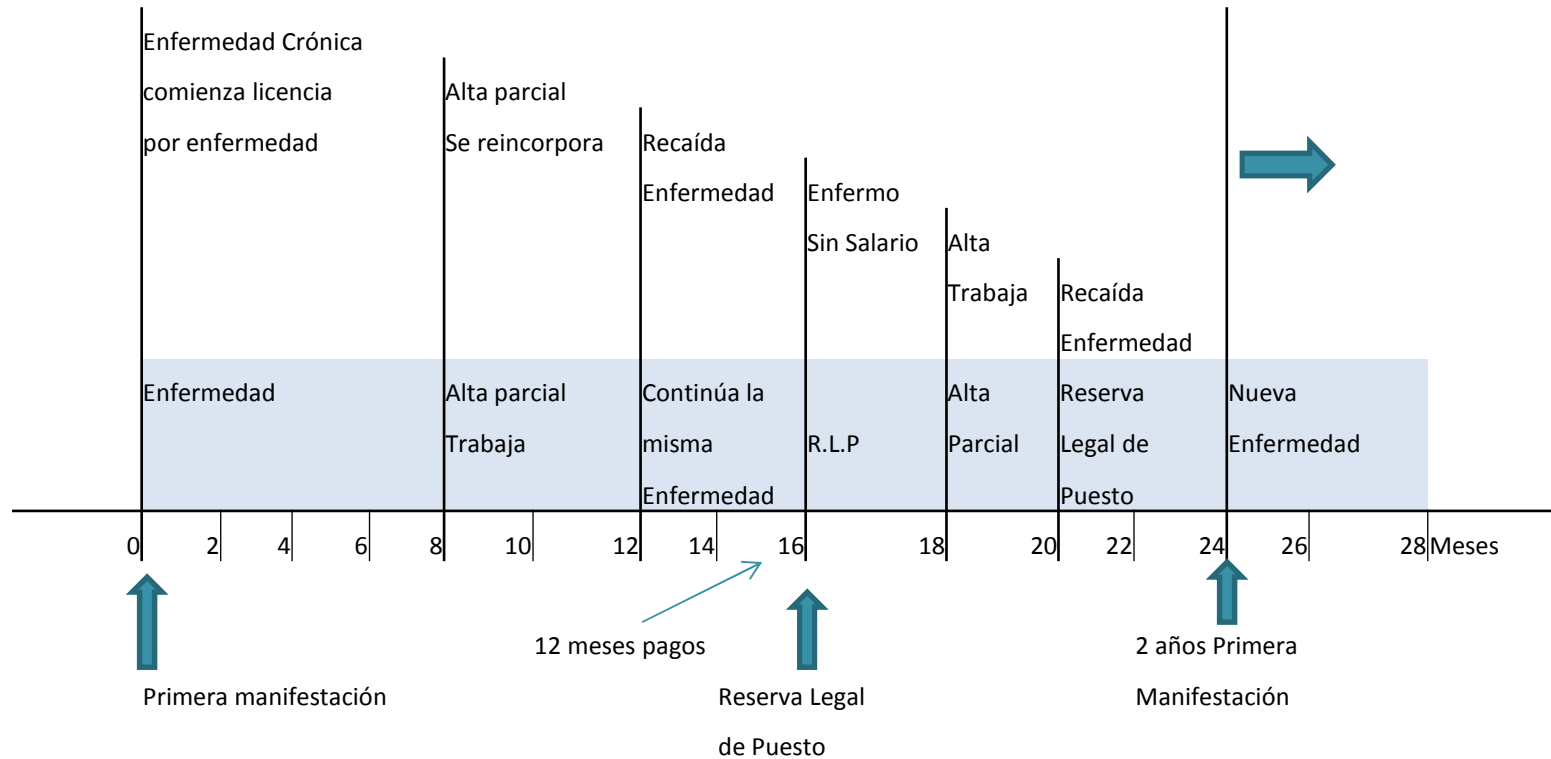 Enfermedad Crónica
comienza licencia
por enfermedad
Alta parcial
Se reincorpora
Recaída
Enfermedad
Enfermo
Sin Salario
Alta
Trabaja
Recaída
Enfermedad
Enfermedad
Alta parcial
Trabaja
Continúa la
misma
Enfermedad
R.L.P
Alta
Parcial
Reserva
Legal de
Puesto
Nueva
Enfermedad
0 2 4 6 8 10 12 14 16 18 20 22 24 26 28 Meses
12 meses pagos
2 años Primera
Manifestación
Primera manifestación
Reserva Legal
de Puesto